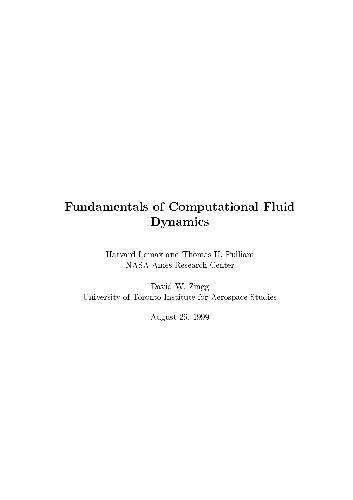 Fundamentals of Computational Fluid
Dynamics
Harvard Lomax and Thomas H. Pulliam
NASA Ames Research Center
David W. Zingg
University of Toronto Institute for Aerospace Studies
August 26, 1999